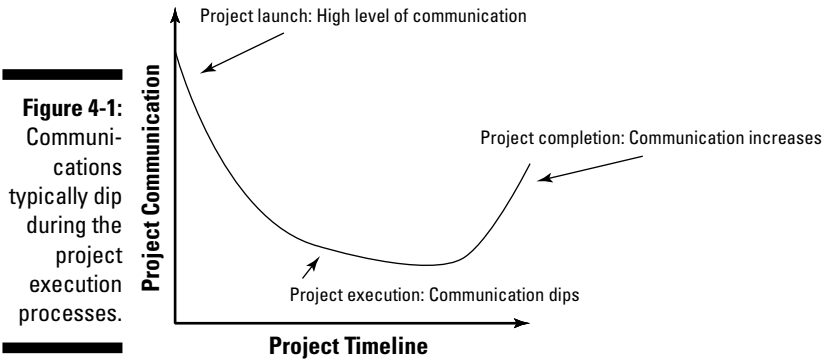 Project launch: High level of communication
Figure 4-1:
Communi-
cations
typically dip
during the
project
execution
processes.
Project Communication
Project completion: Communication increases
Project execution: Communication dips
Project Timeline